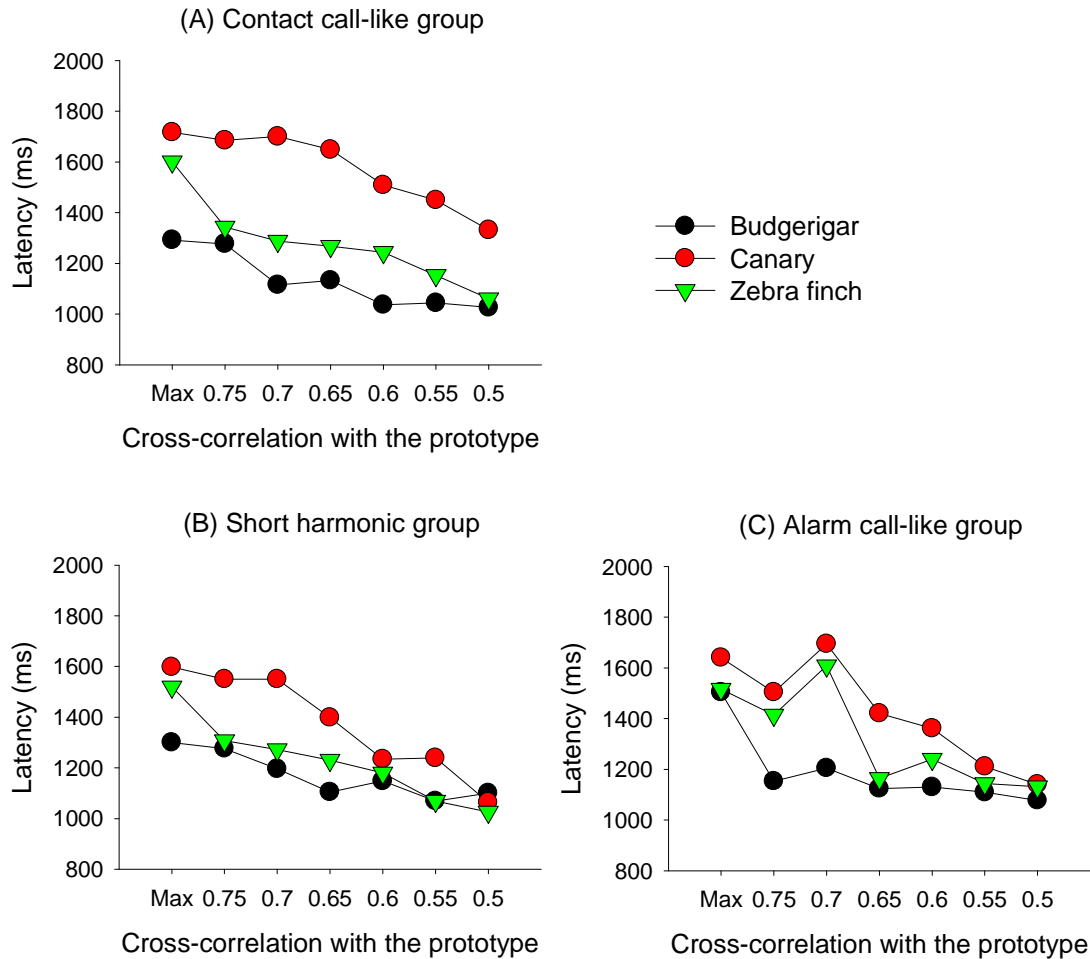 (A) Contact call-like group
2000
1800
1600
1400
1200
1000
800
Latency (ms)
Max 0.75 0.7 0.65 0.6 0.55 0.5
Cross-correlation with the prototype
Budgerigar
Canary
Zebra finch
(B) Short harmonic group
2000
1800
1600
1400
1200
1000
800
Latency (ms)
Max 0.75 0.7 0.65 0.6 0.55 0.5
Cross-correlation with the prototype
(C) Alarm call-like group
2000
1800
1600
1400
1200
1000
800
Latency (ms)
Max 0.75 0.7 0.65 0.6 0.55 0.5
Cross-correlation with the prototype